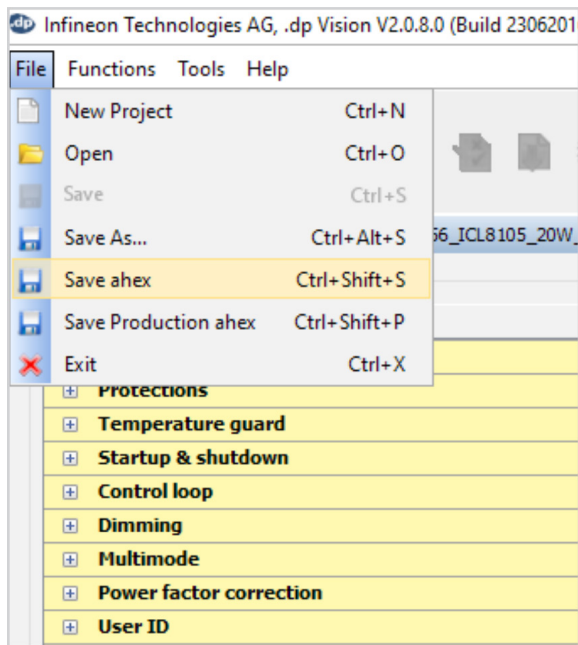 .dp Infineon Technologies AG, .dp Vision V2.0.8.0 (Build 2306201
File Functions Tools Help
New Project Ctrl+N
Open Ctrl+O
Save Ctrl+S
Save As... Ctrl+Alt+S
56_ICL8105_20W_
Save ahex Ctrl+Shift+S
Save Production ahex Ctrl+Shift+P
Exit Ctrl+X
Protections
Temperature guard
Startup & shutdown
Control loop
Dimming
Multimode
Power factor correction
User ID